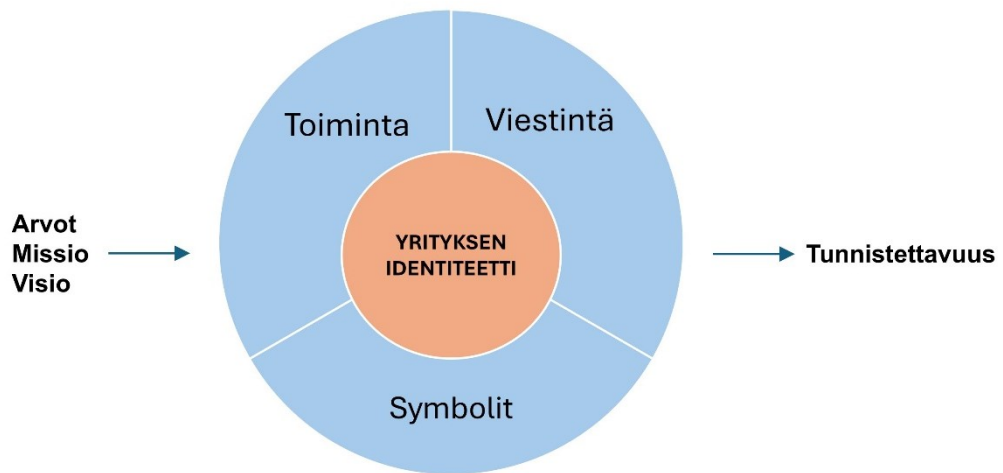 Toiminta
Viestintä
Arvot
Missio
Visio
YRITYKSEN
IDENTITEETTI
Tunnistettavuus
Symbolit